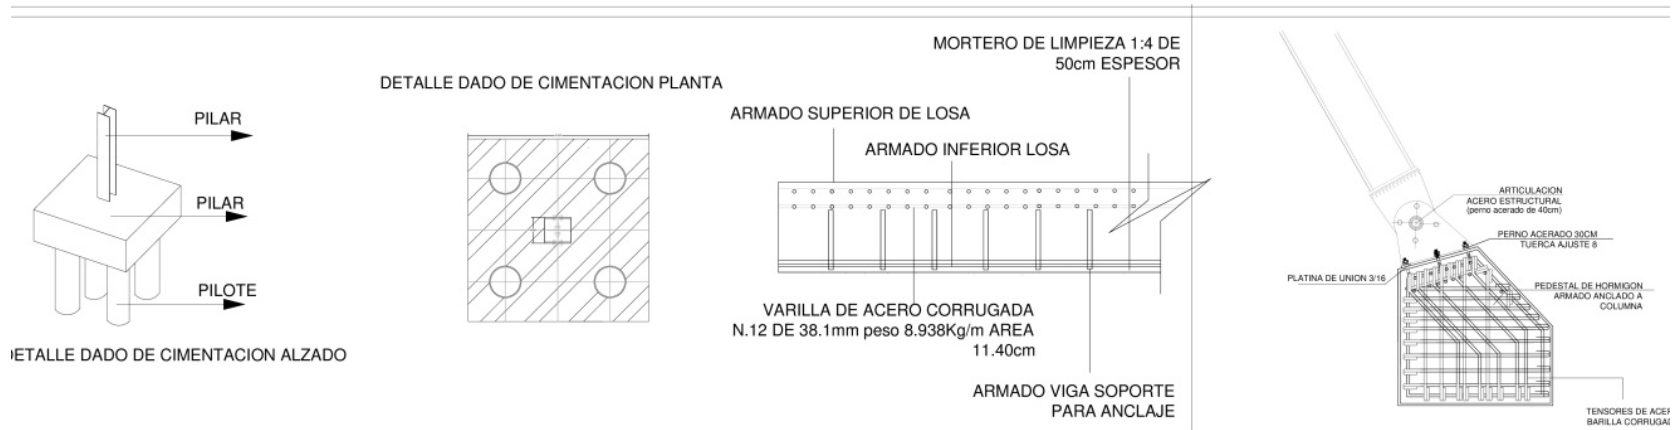 PILAR
PILAR
PILOTE
DETALLE DADO DE CIMENTACION ALZADO
DETALLE DADO DE CIMENTACION PLANTA
MORTERO DE LIMPIEZA 1:4 DE
50cm ESPESOR
ARMADO SUPERIOR DE LOSA
ARMADO INFERIOR LOSA
VARILLA DE ACERO CORRUGADA
N.12 DE 38.1mm peso 8.938Kg/m AREA
11.40cm
ARMADO VIGA SOPORTE
PARA ANCLAJE
ARTICULACION
ACERO ESTRUCTURAL
(perno acerado de 40cm)
PERNO ACERADO 30CM
TUERCA AJUSTE 8
PLATINA DE UNION 3/16
PEDESTAL DE HORMIGON
ARMADO ANCLADO A
COLUMNA
TENSORES DE ACER
BARILLA CORRUGAD